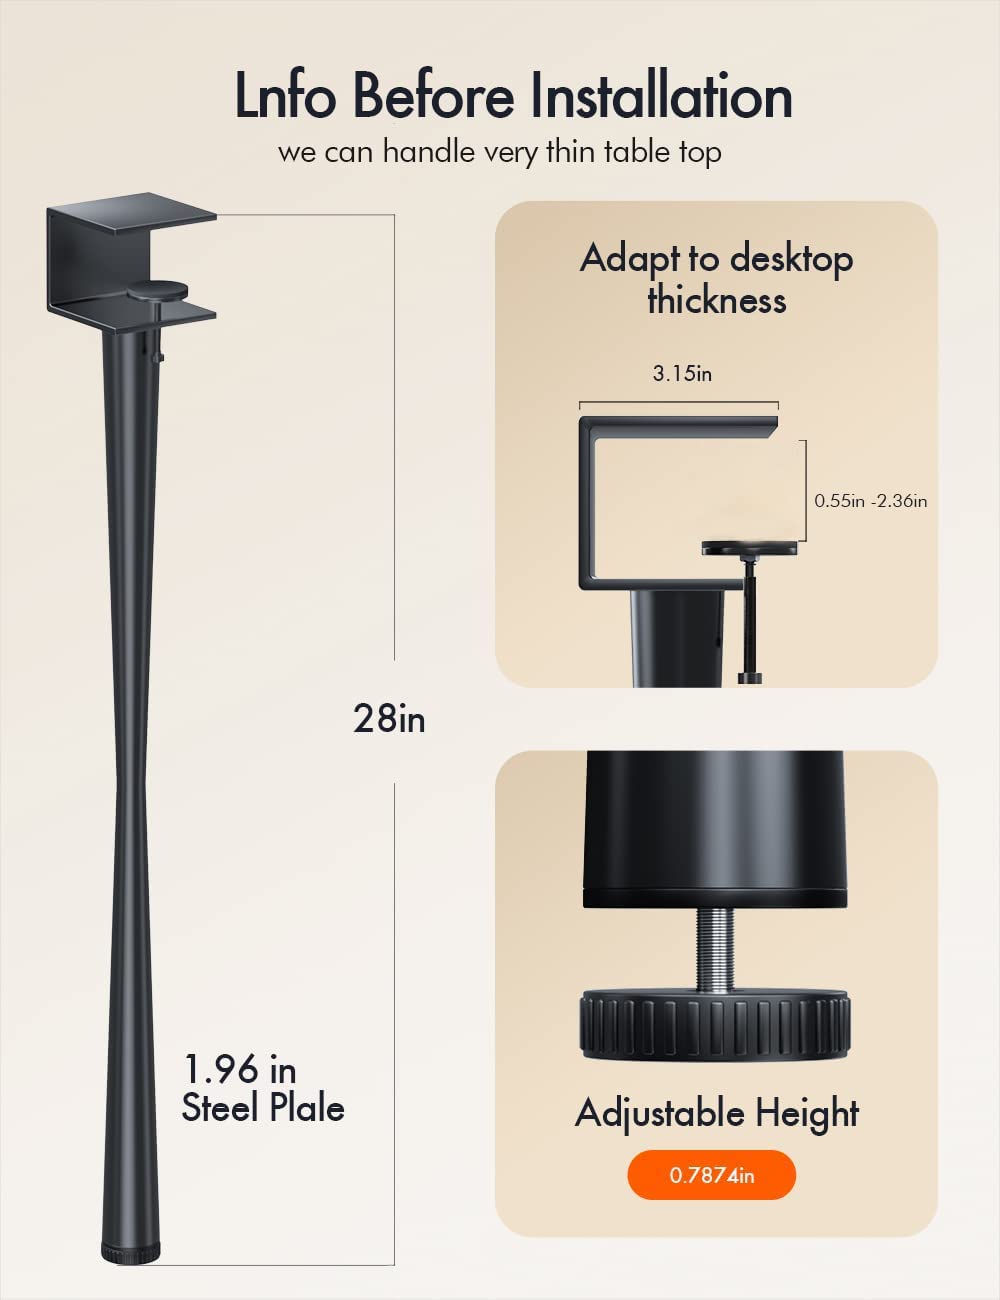 Lnfo Before Installation
we can handle very thin table top
Adapt to desktop
thickness
3.15in
0.55in -2.36in
28in
1.96 in
Steel Plale
Adjustable Height
0.7874in